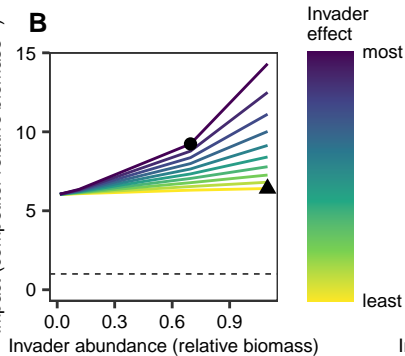 B
Invader
effect
most
least
15
10
5
0
0.0 0.3 0.6 0.9
Invader abundance (relative biomass)